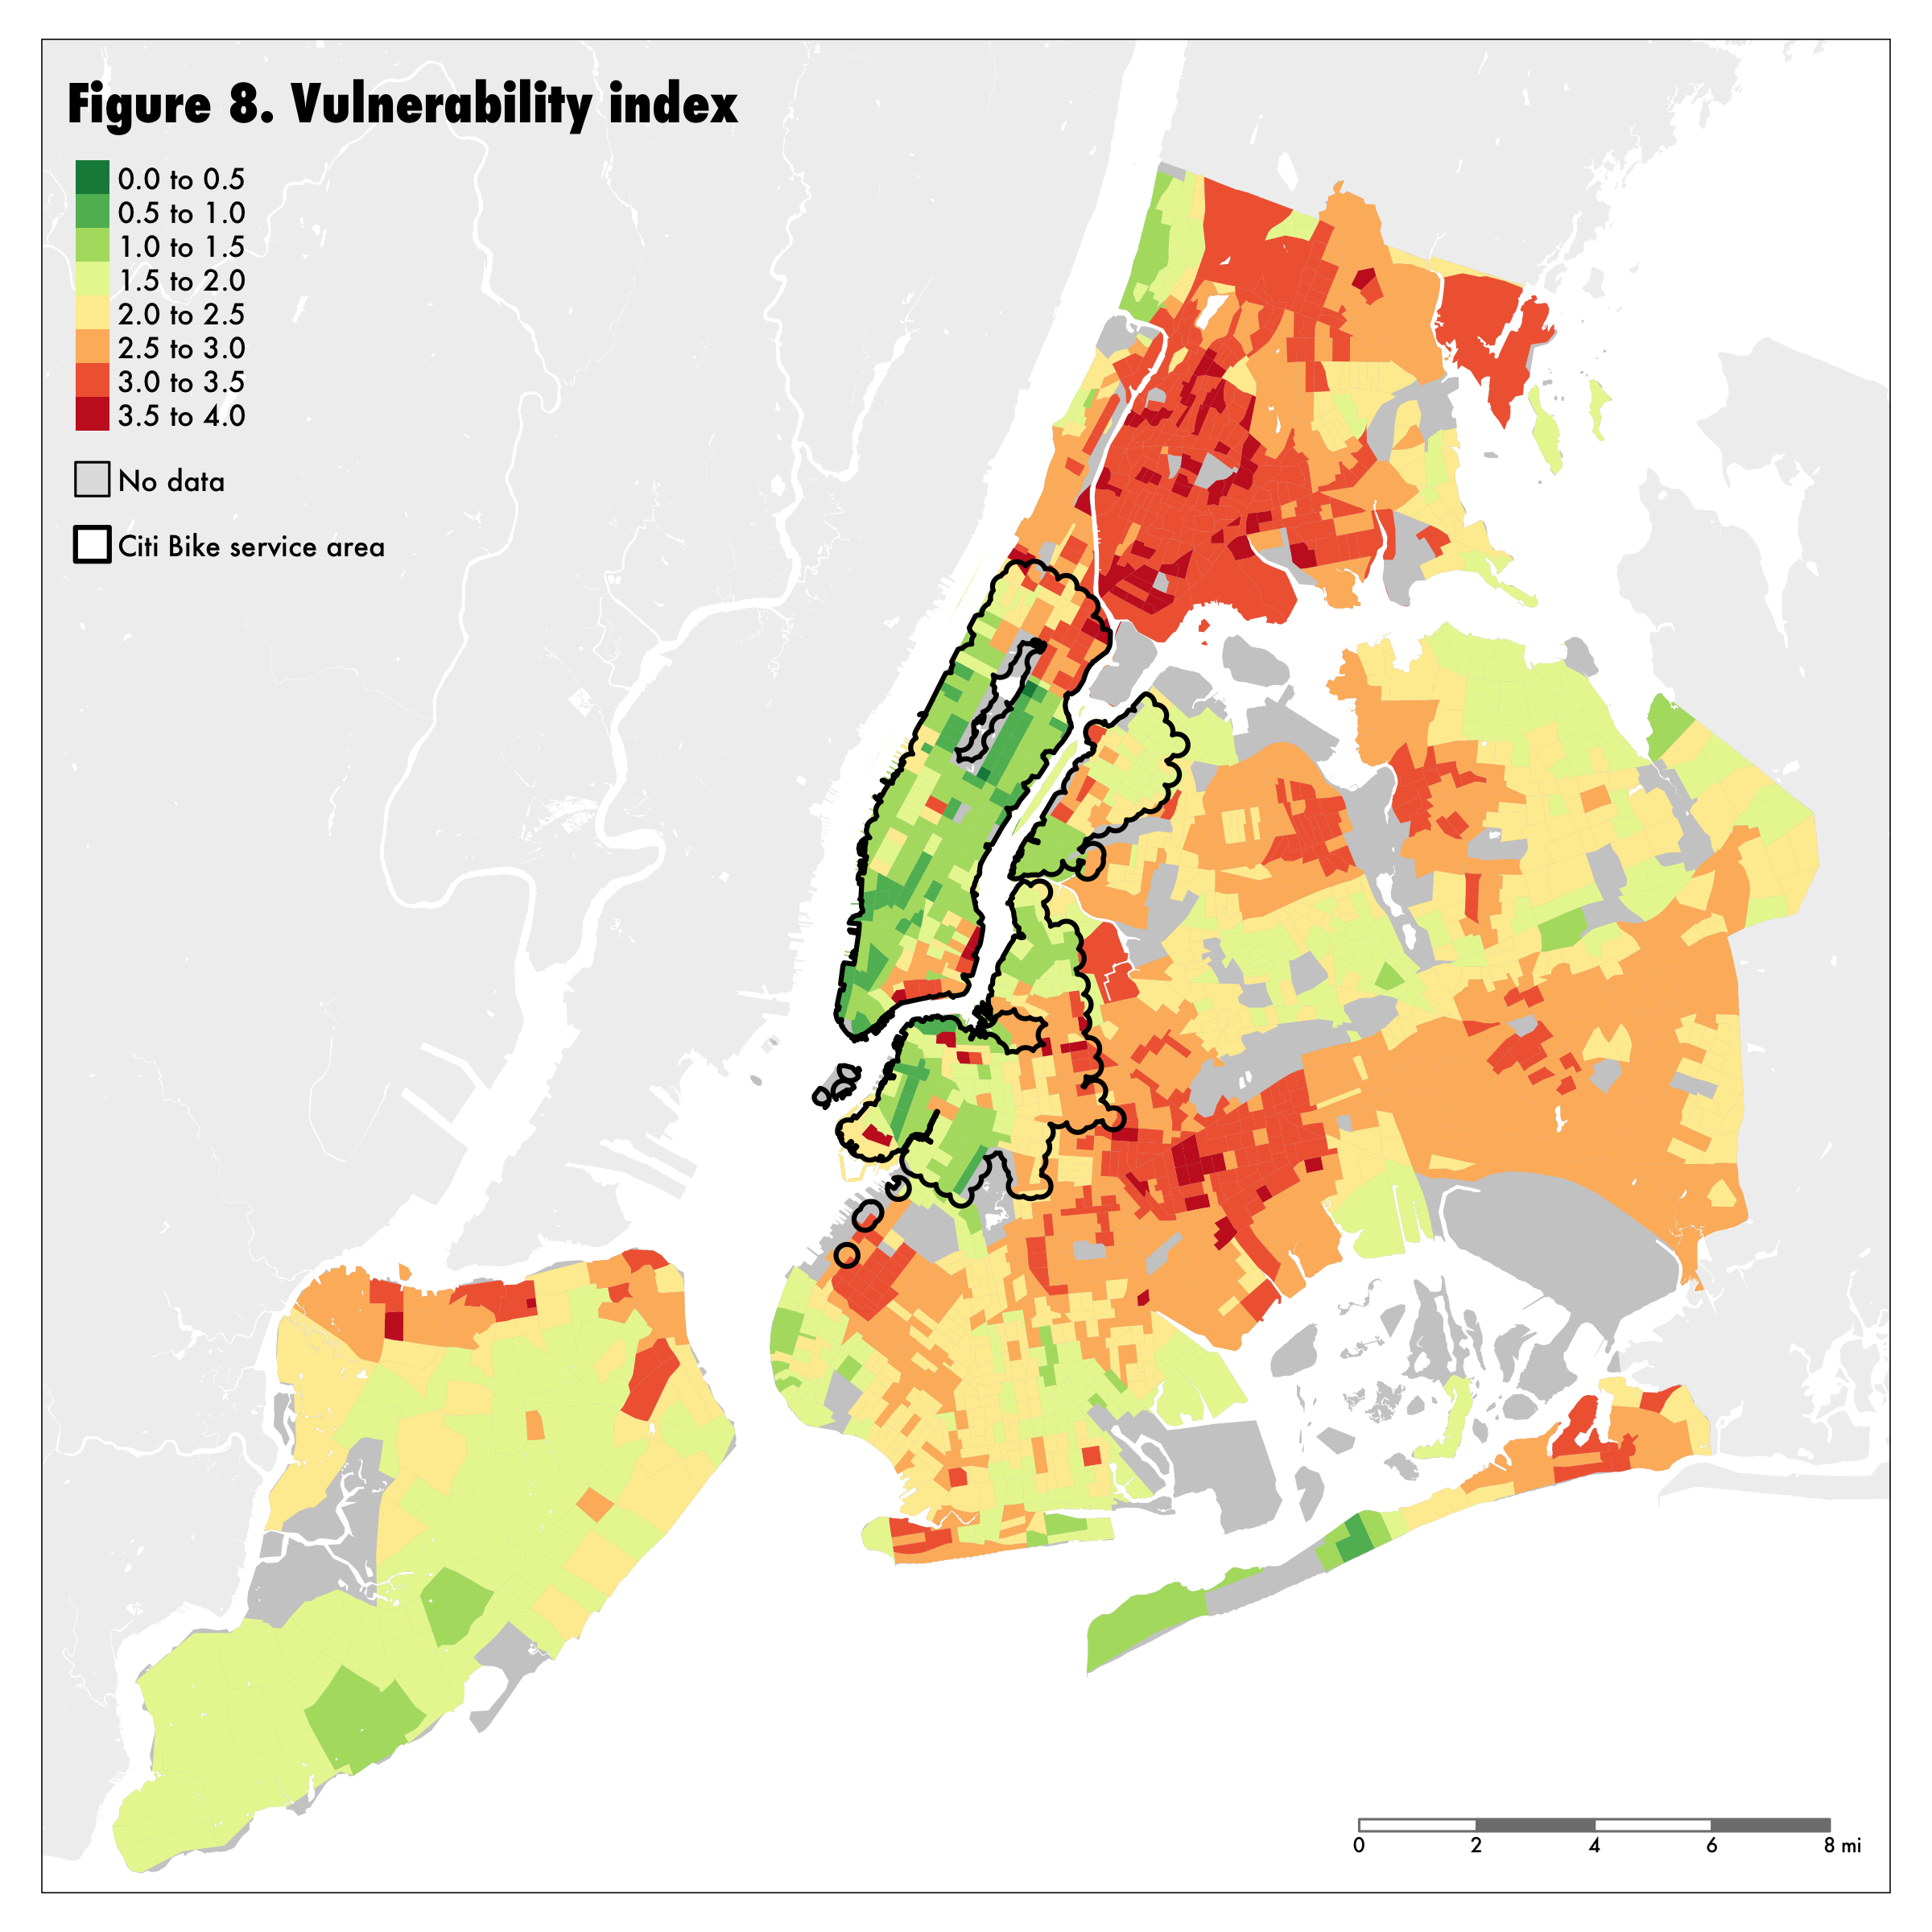 Figure 8. Vulnerability index
0.0 to 0.5
0.5 to 1.0
1.0 to 1.5
1.5 to 2.0
2.0 to 2.5
2.5 to 3.0
3.0 to 3.5
3.5 to 4.0
No data
Citi Bike service area
0 2 4 6 8 mi